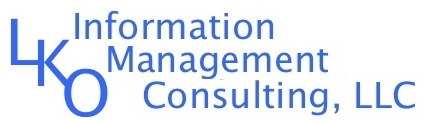 LKO
Information
Management
Consulting, LLC